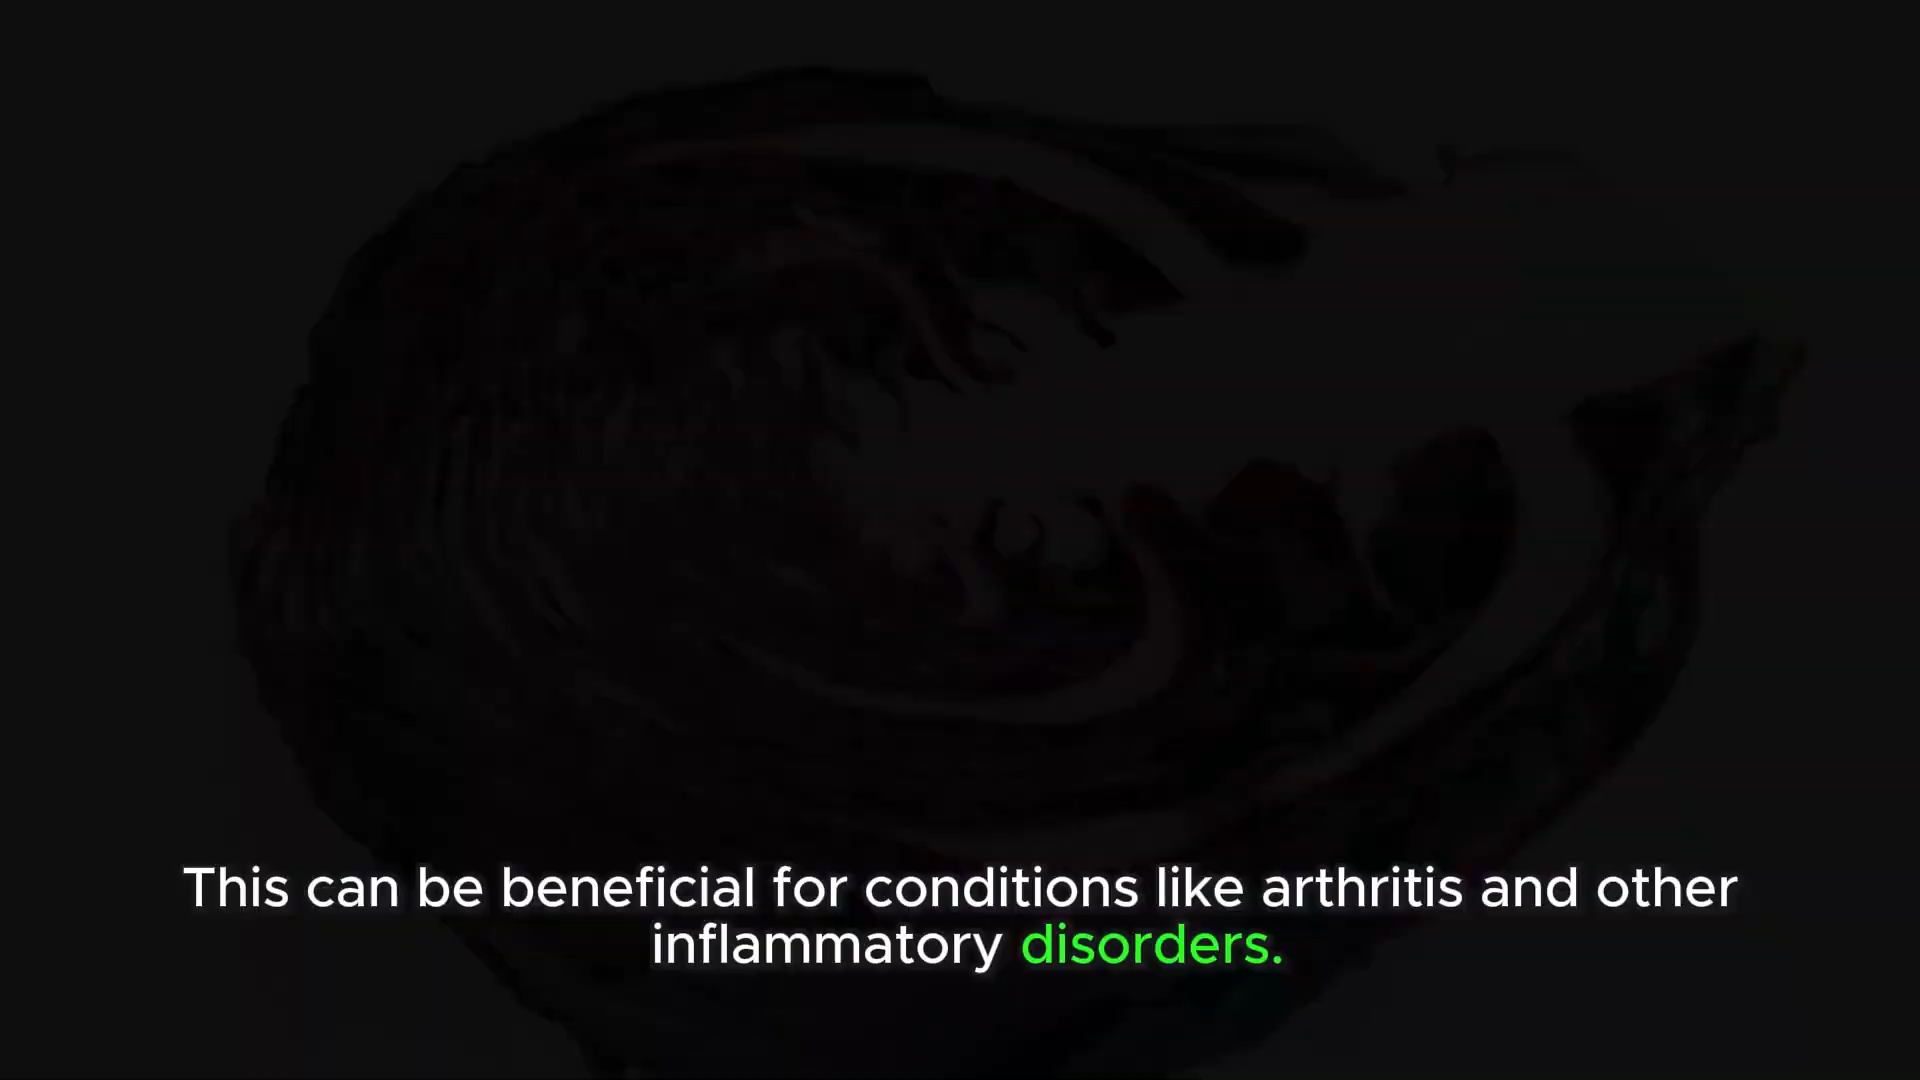 This can be beneficial for conditions like arthritis and other
inflammatory disorders.